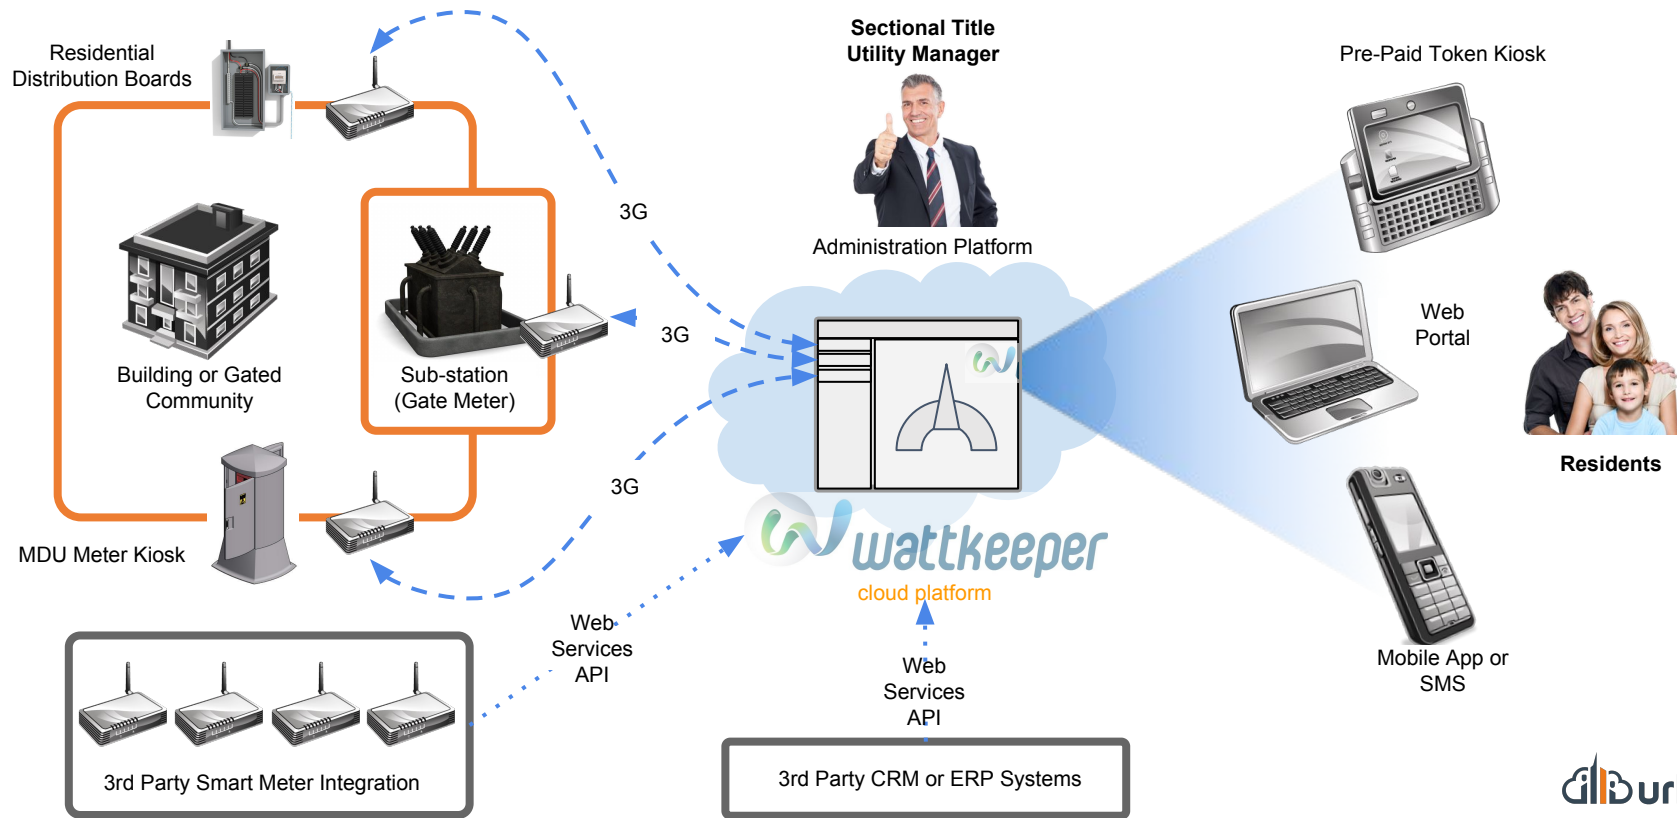 Residential
Distribution Boards
Sectional Title
Utility Manager
Pre-Paid Token Kiosk
3G
Administration Platform
3G
Web
Portal
Building or Gated
Community
Sub-station
(Gate Meter)
Residents
3G
MDU Meter Kiosk
wattkeeper
cloud platform
Web
Services
API
Web
Services
API
Mobile App or
SMS
3rd Party Smart Meter Integration
3rd Party CRM or ERP Systems